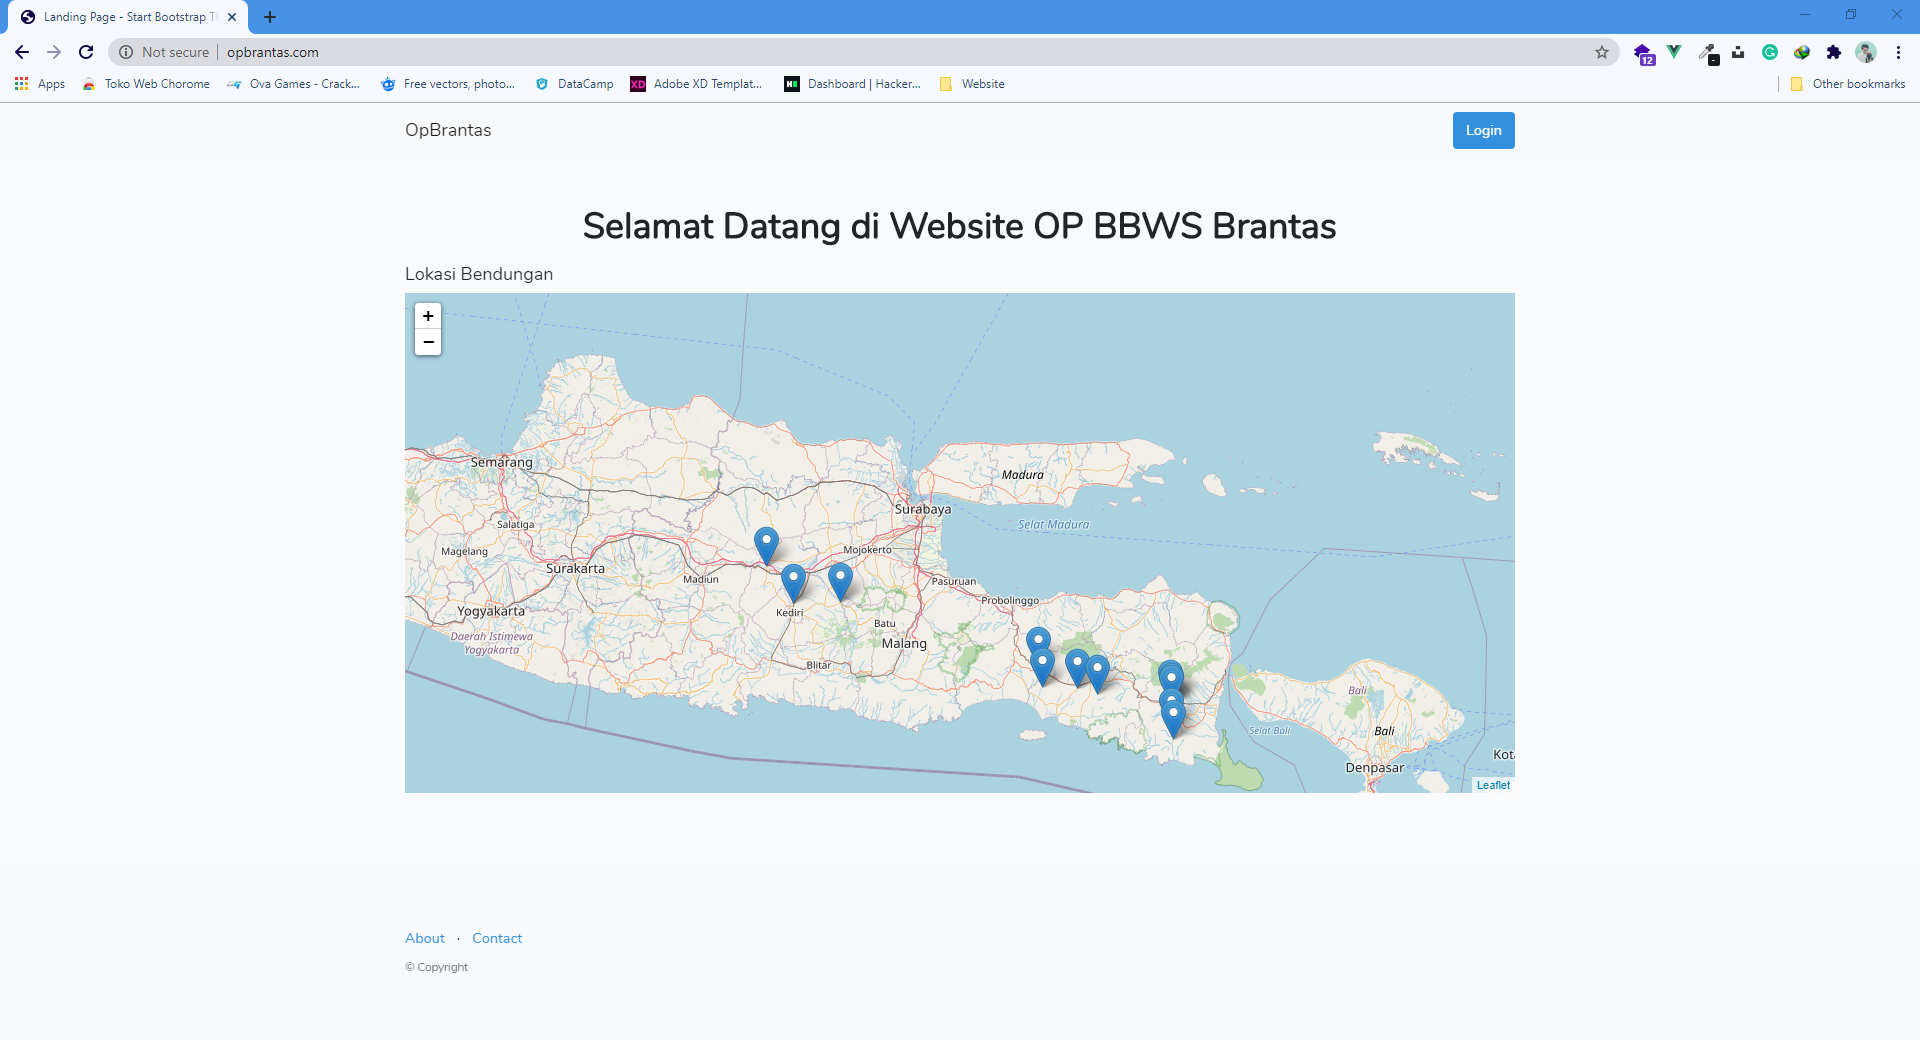 Landing Page - Start Bootstrap
Not secure
opbrantas.com
12
Apps
Toko Web Chorome
Ova Games - Crack...
Free vectors, photo...
DataCamp
XD
Adobe XD Templat...
Dashboard | Hacker...
Website
Other bookmarks
OpBrantas
Login
Selamat Datang di Website OP BBWS Brantas
Lokasi Bendungan
+
−
Semarang
Madura
Surabaya
Salatiga
Selat Madura
Magelang
Mojokerto
Surakarta
Madiun
Pasuruan
Probolinggo
Yogyakarta
Kediri
Batu
Daerah Istimewa
Yogyakarta
Malang
Blitar
Bali
Selat Bali
Bali
Denpasar
Leaflet
About · Contact
© Copyright